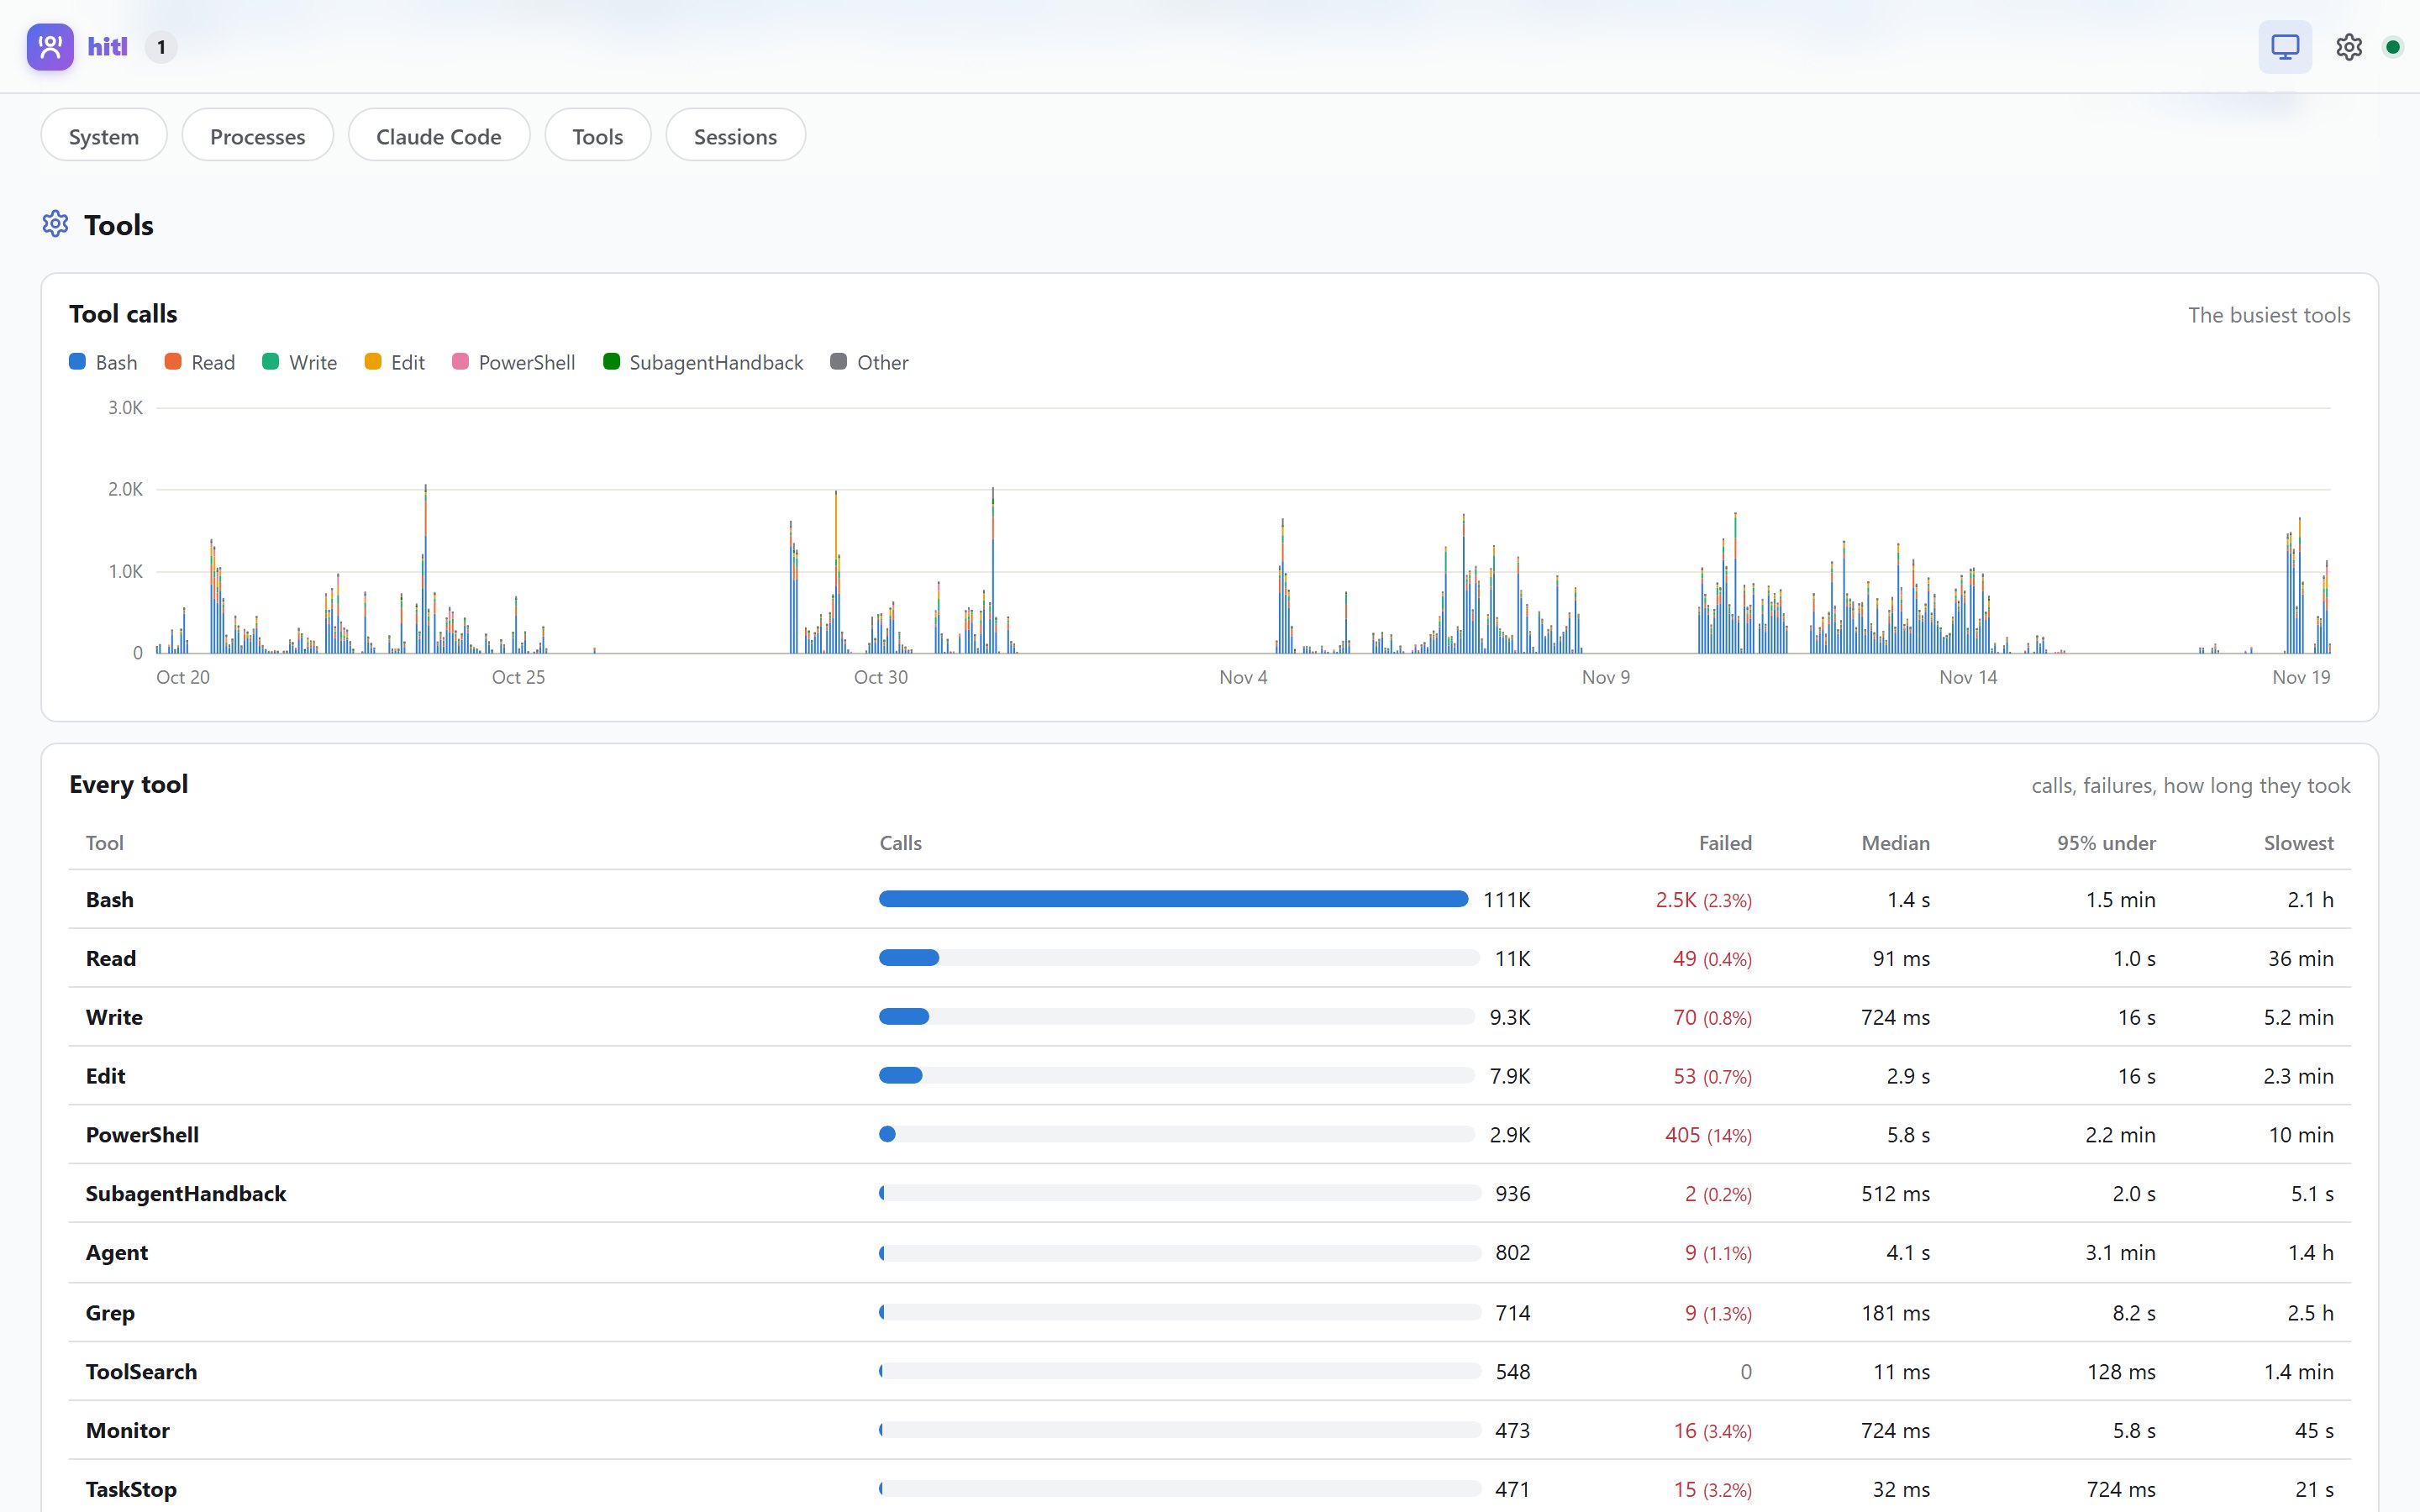 hitl 1
System Processes Claude Code Tools Sessions
Tools
Tool calls The busiest tools
Bash Read Write Edit PowerShell SubagentHandback Other
3.0K
2.0K
1.0K
0
Oct 20 Oct 25 Oct 30 Nov 4 Nov 9 Nov 14 Nov 19
Every tool calls, failures, how long they took
Tool Calls Failed Median 95% under Slowest
Bash 111K 2.5K (2.3%) 1.4 s 1.5 min 2.1 h
Read 11K 49 (0.4%) 91 ms 1.0 s 36 min
Write 9.3K 70 (0.8%) 724 ms 16 s 5.2 min
Edit 7.9K 53 (0.7%) 2.9 s 16 s 2.3 min
PowerShell 2.9K 405 (14%) 5.8 s 2.2 min 10 min
SubagentHandback 936 2 (0.2%) 512 ms 2.0 s 5.1 s
Agent 802 9 (1.1%) 4.1 s 3.1 min 1.4 h
Grep 714 9 (1.3%) 181 ms 8.2 s 2.5 h
ToolSearch 548 0 11 ms 128 ms 1.4 min
Monitor 473 16 (3.4%) 724 ms 5.8 s 45 s
TaskStop 471 15 (3.2%) 32 ms 724 ms 21 s